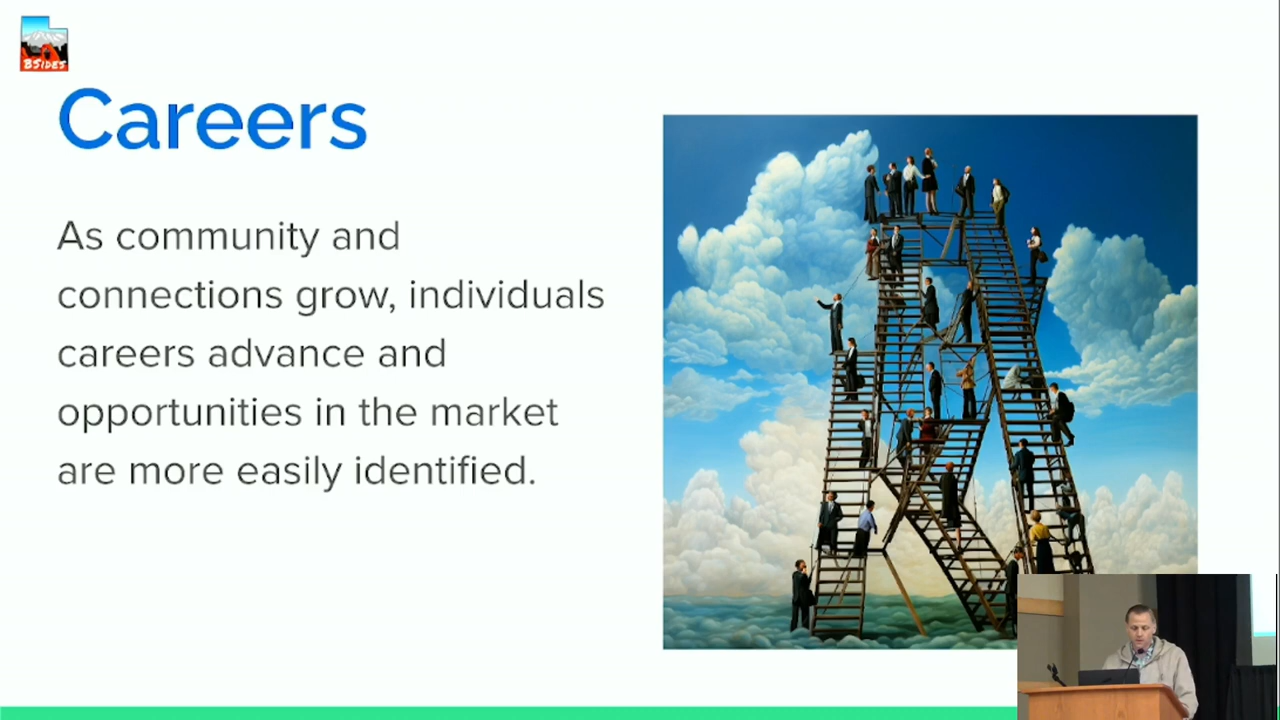 BSIDES
Careers
As community and
connections grow, individuals
careers advance and
opportunities in the market
are more easily identified.